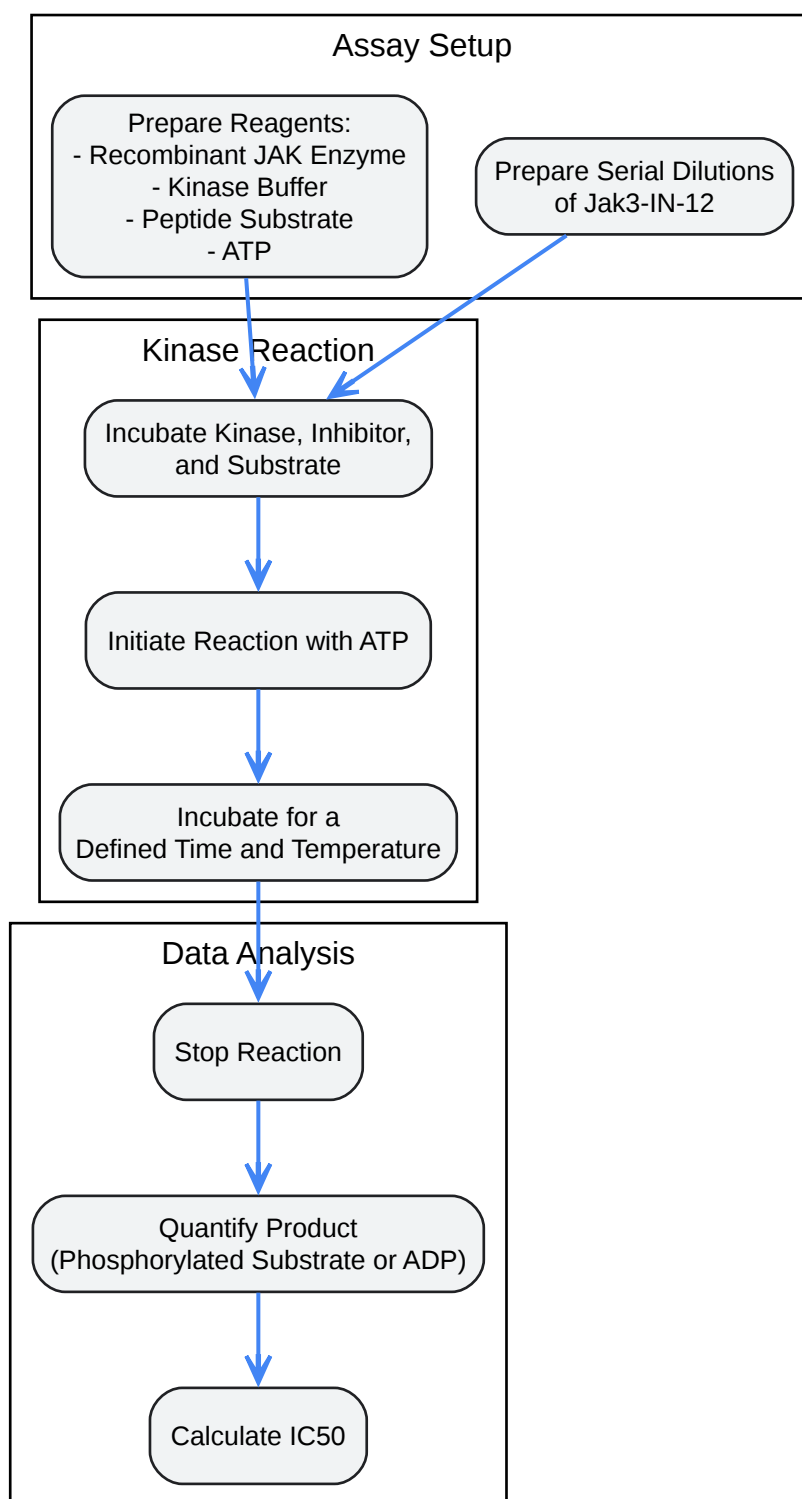 Assay Setup
Prepare Reagents:
- Recombinant JAK Enzyme
- Kinase Buffer
- Peptide Substrate
- ATP
Prepare Serial Dilutions
of Jak3-IN-12
Kinase Reaction
Incubate Kinase, Inhibitor,
and Substrate
Initiate Reaction with ATP
Incubate for a
Defined Time and Temperature
Data Analysis
Stop Reaction
Quantify Product
(Phosphorylated Substrate or ADP)
Calculate IC50